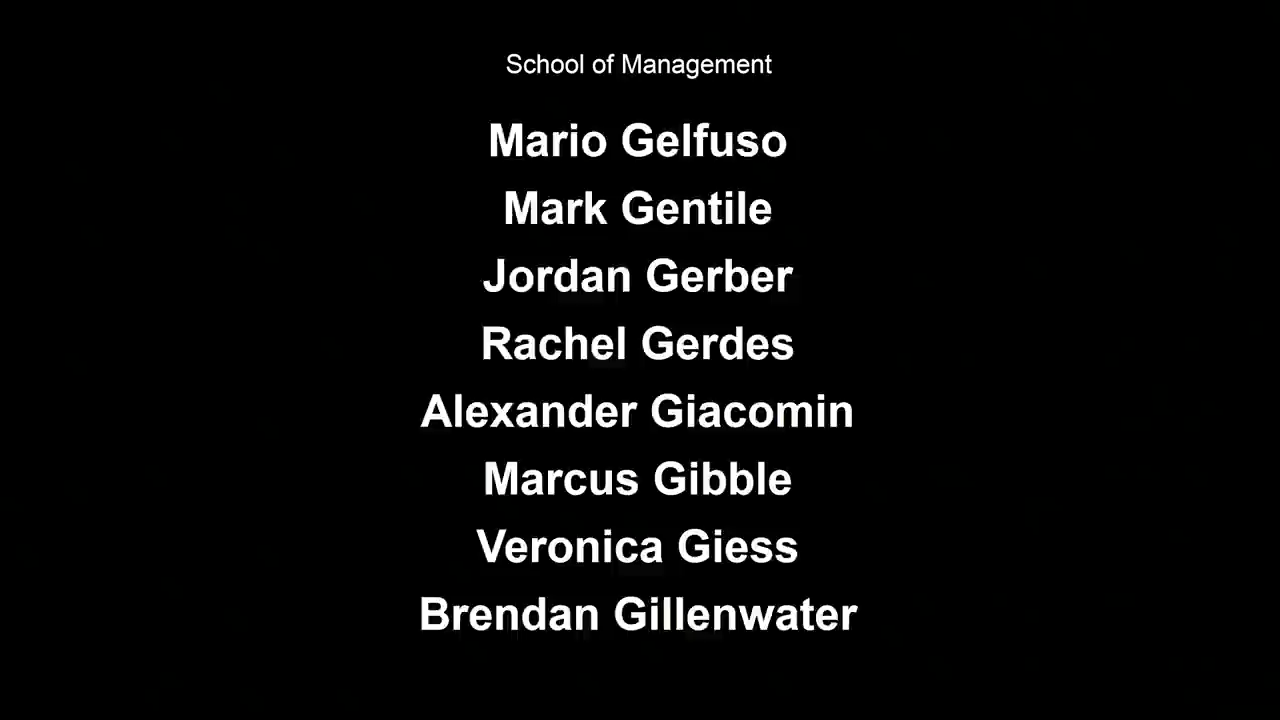 School of Management
Mario Gelfuso
Mark Gentile
Jordan Gerber
Rachel Gerdes
Alexander Giacomin
Marcus Gibble
Veronica Giess
Brendan Gillenwater